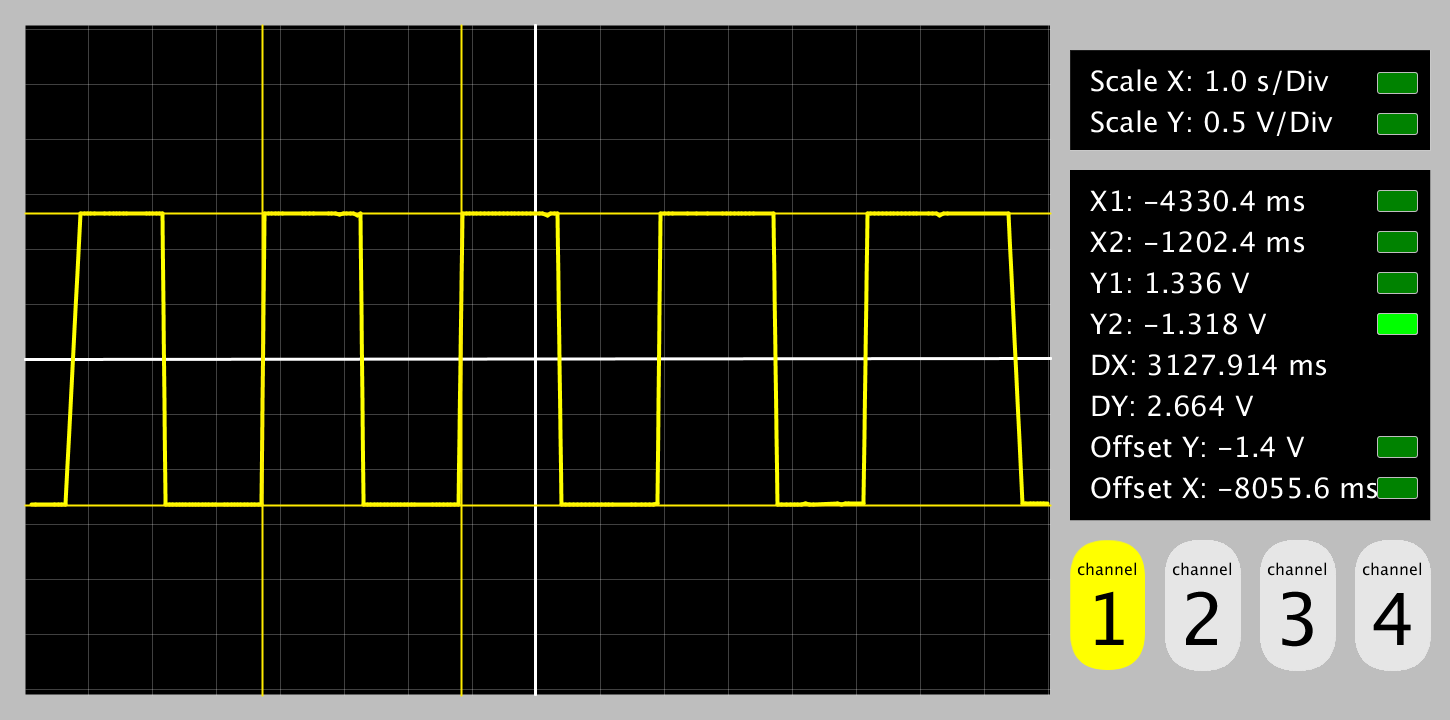 Scale X: 1.0 s/Div
Scale Y: 0.5 V/Div
X1: -4330.4 ms
X2: -1202.4 ms
Y1: 1.336 V
Y2: -1.318 V
DX: 3127.914 ms
DY: 2.664 V
Offset Y: -1.4 V
Offset X: -8055.6 ms
channel channel channel channel
1 2 3 4